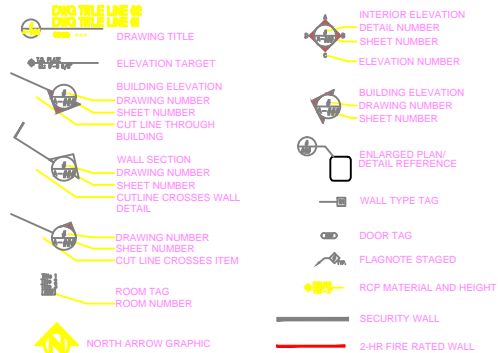 DWG TITLE LINE 02
DWG TITLE LINE 01
DRAWING TITLE
ELEVATION TARGET
BUILDING ELEVATION
DRAWING NUMBER
SHEET NUMBER
CUT LINE THROUGH
BUILDING
WALL SECTION
DRAWING NUMBER
SHEET NUMBER
CUTLINE CROSSES WALL
DETAIL
DRAWING NUMBER
SHEET NUMBER
CUT LINE CROSSES ITEM
ROOM TAG
ROOM NUMBER
N
NORTH ARROW GRAPHIC
INTERIOR ELEVATION
DETAIL NUMBER
SHEET NUMBER
ELEVATION NUMBER
BUILDING ELEVATION
DRAWING NUMBER
SHEET NUMBER
ENLARGED PLAN/
DETAIL REFERENCE
WALL TYPE TAG
DOOR TAG
FLAGNOTE STAGED
RCP MATERIAL AND HEIGHT
SECURITY WALL
2-HR FIRE RATED WALL